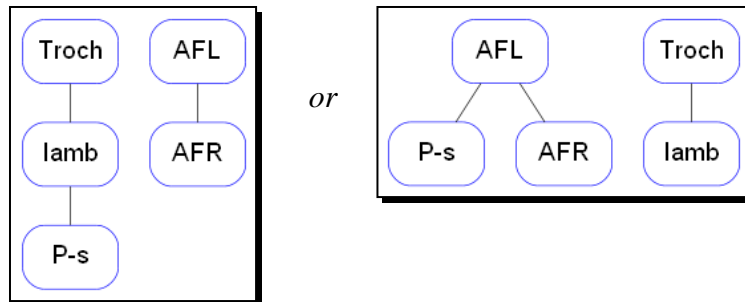 Troch AFL
Iamb AFR
P-s
or
AFL Troch
P-s AFR Iamb